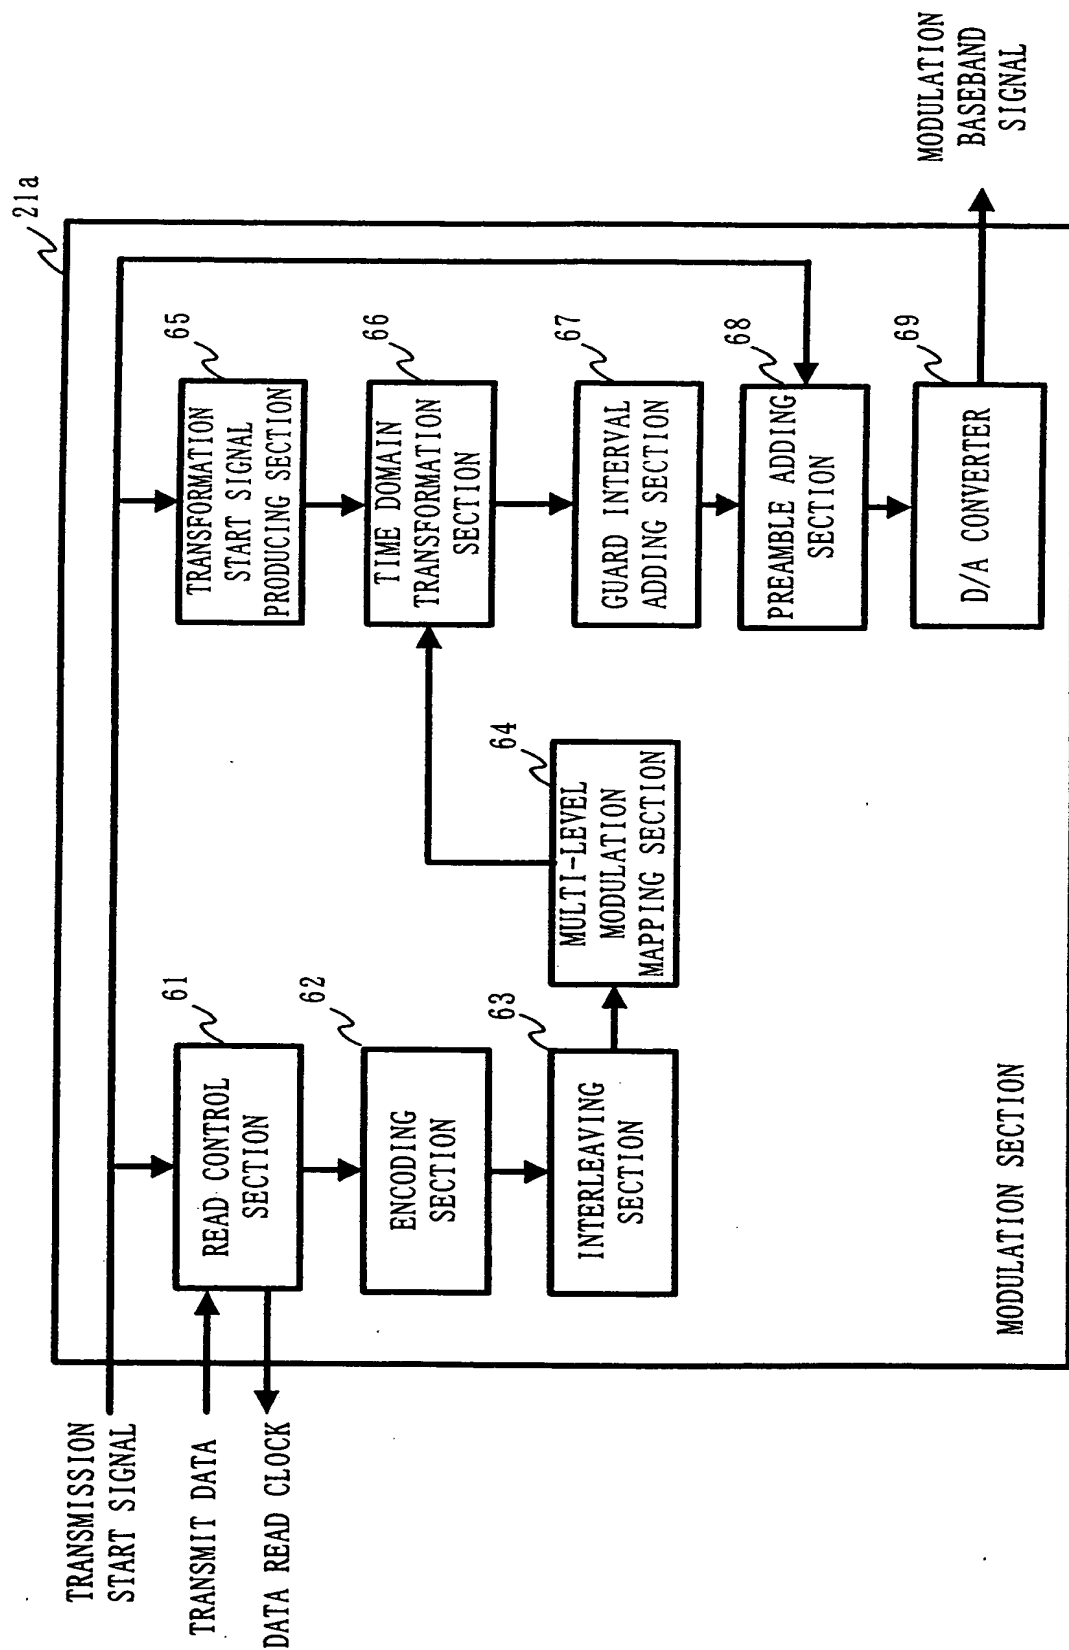 21a
TRANSMISSION
START SIGNAL
TRANSMIT DATA
DATA READ CLOCK
61
READ CONTROL
SECTION
62
ENCODING
SECTION
63
INTERLEAVING
SECTION
64
MULTI-LEVEL
MODULATION
MAPPING SECTION
65
TRANSFORMATION
START SIGNAL
PRODUCING SECTION
66
TIME DOMAIN
TRANSFORMATION
SECTION
67
GUARD INTERVAL
ADDING SECTION
68
PREAMBLE ADDING
SECTION
69
D/A CONVERTER
MODULATION
BASEBAND
SIGNAL
MODULATION SECTION